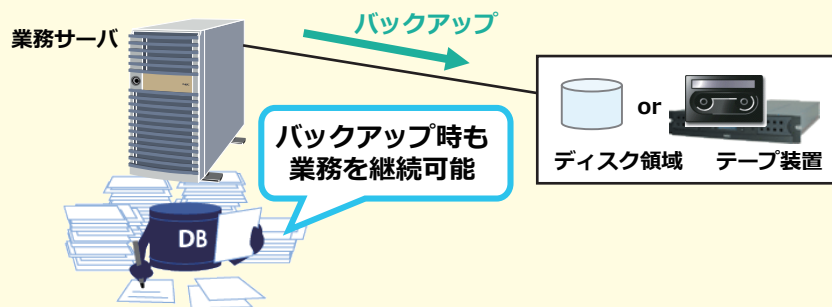 バックアップ
業務サーバ
or
バックアップ時も
業務を継続可能
ディスク領域
テープ装置
DB